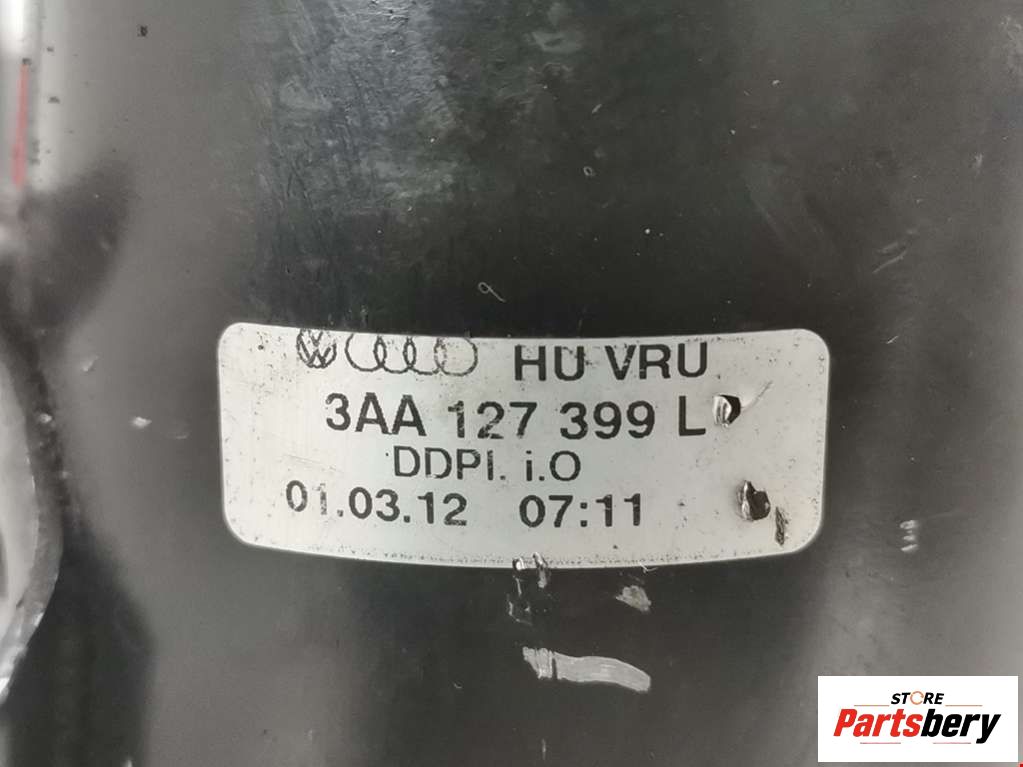 HU VRU
3AA 127 399 L
DDPI. i.O
01.03.12 07:11
STORE
Partsbery